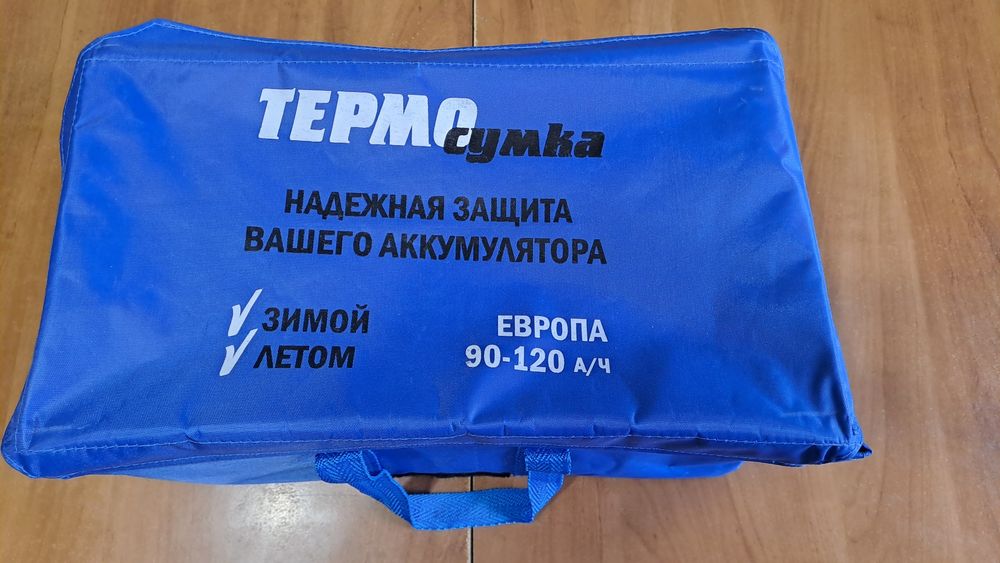 ТЕРМОсумка
НАДЕЖНАЯ ЗАЩИТА
ВАШЕГО АККУМУЛЯТОРА
ЗИМОЙ
ЛЕТОМ
ЕВРОПА
90-120 А/Ч